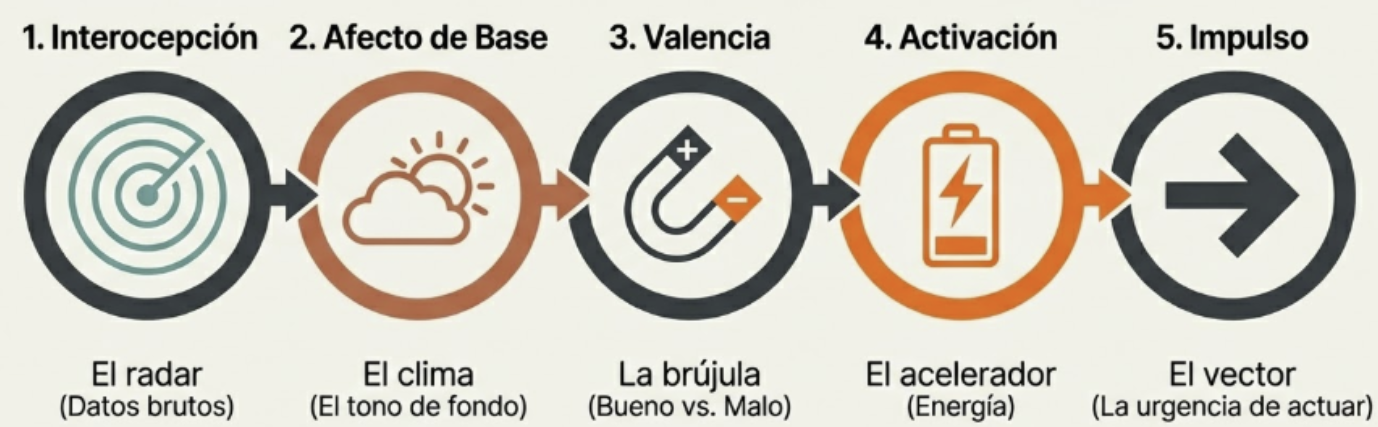 1. Interocepción
2. Afecto de Base
3. Valencia
4. Activación
5. Impulso
+
-
El radar
(Datos brutos)
El clima
(El tono de fondo)
La brújula
(Bueno vs. Malo)
El acelerador
(Energía)
El vector
(La urgencia de actuar)